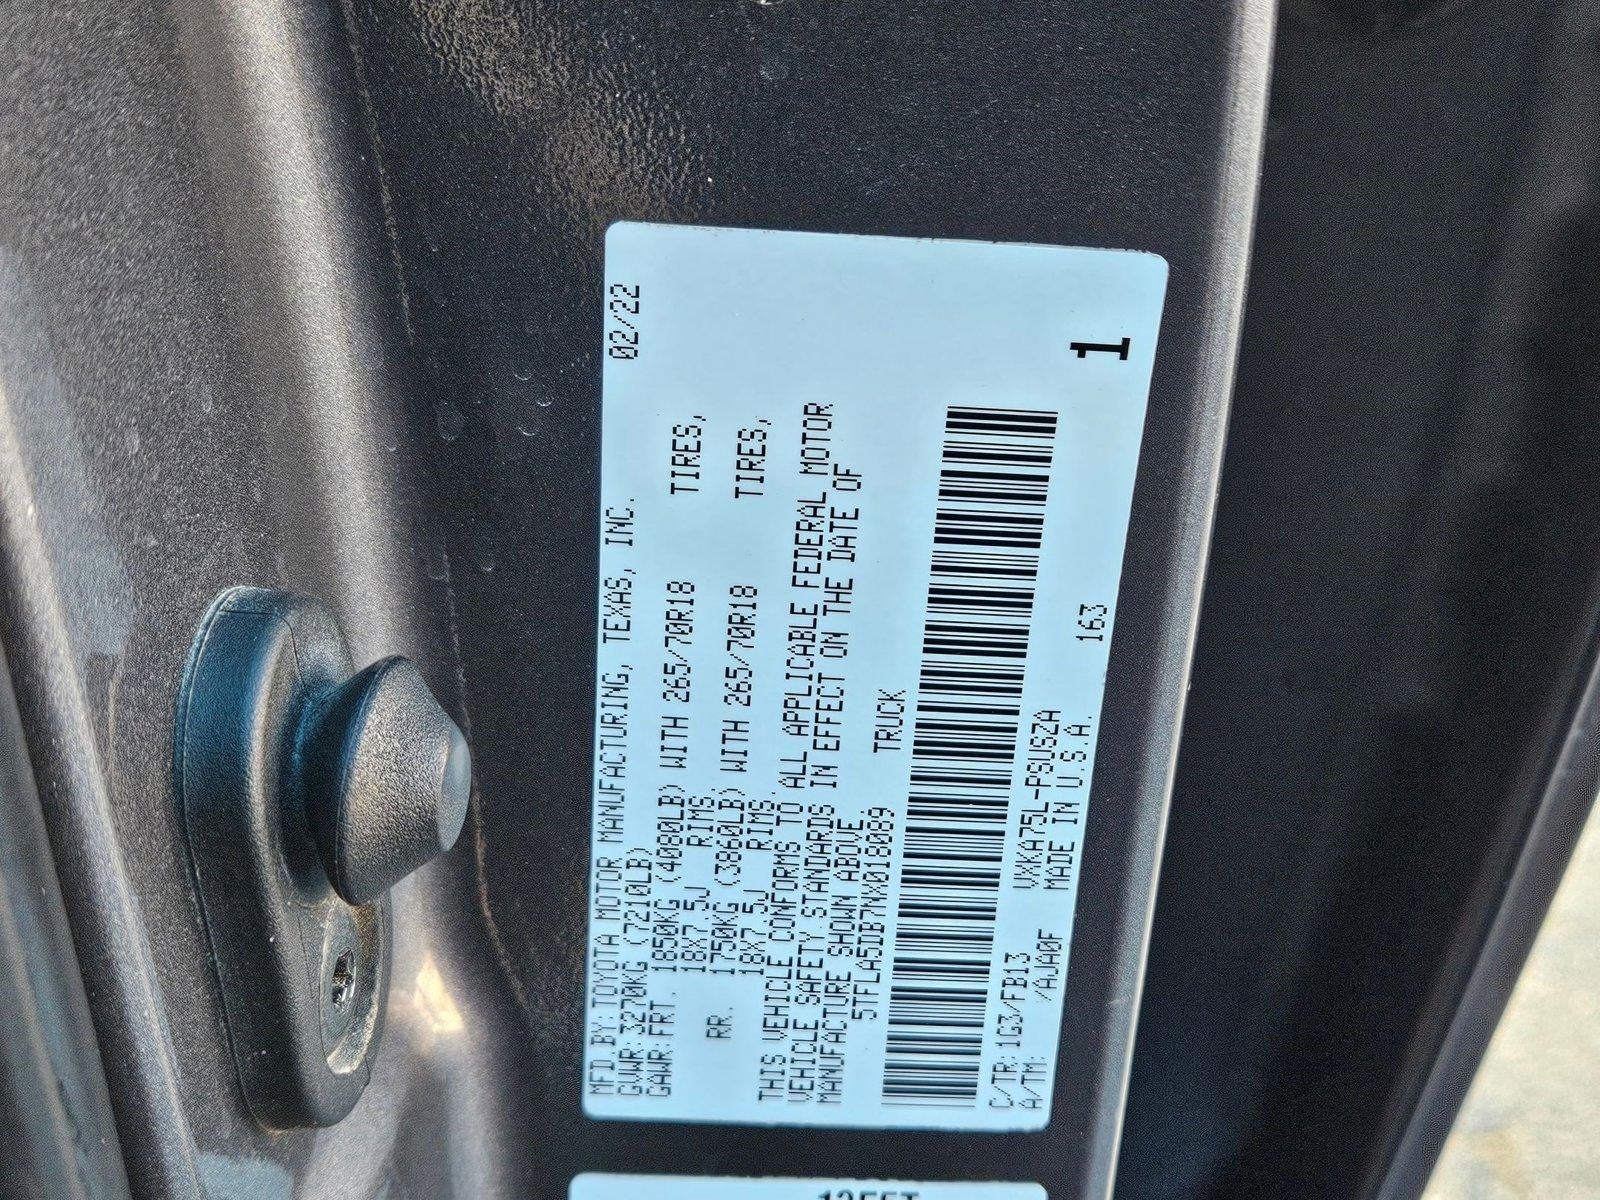 MFD.BY:TOYOTA MOTOR MANUFACTURING, TEXAS, INC. 02/22
GVWR:3270KG (7210LB)
GAWR:FRT. 1850KG (4080LB) WITH 265/70R18 TIRES,
18X7.5J RIMS
RR. 1750KG (3860LB) WITH 265/70R18 TIRES,
18X7.5J RIMS,
THIS VEHICLE CONFORMS TO ALL APPLICABLE FEDERAL MOTOR
VEHICLE SAFETY STANDARDS IN EFFECT ON THE DATE OF
MANUFACTURE SHOWN ABOVE.
5TFLA5DB7NX018089 TRUCK
C/TR:1G3/FB13 VXKA75L-PSUSZA 163
A/TM: /AJA0F MADE IN U.S.A.
1